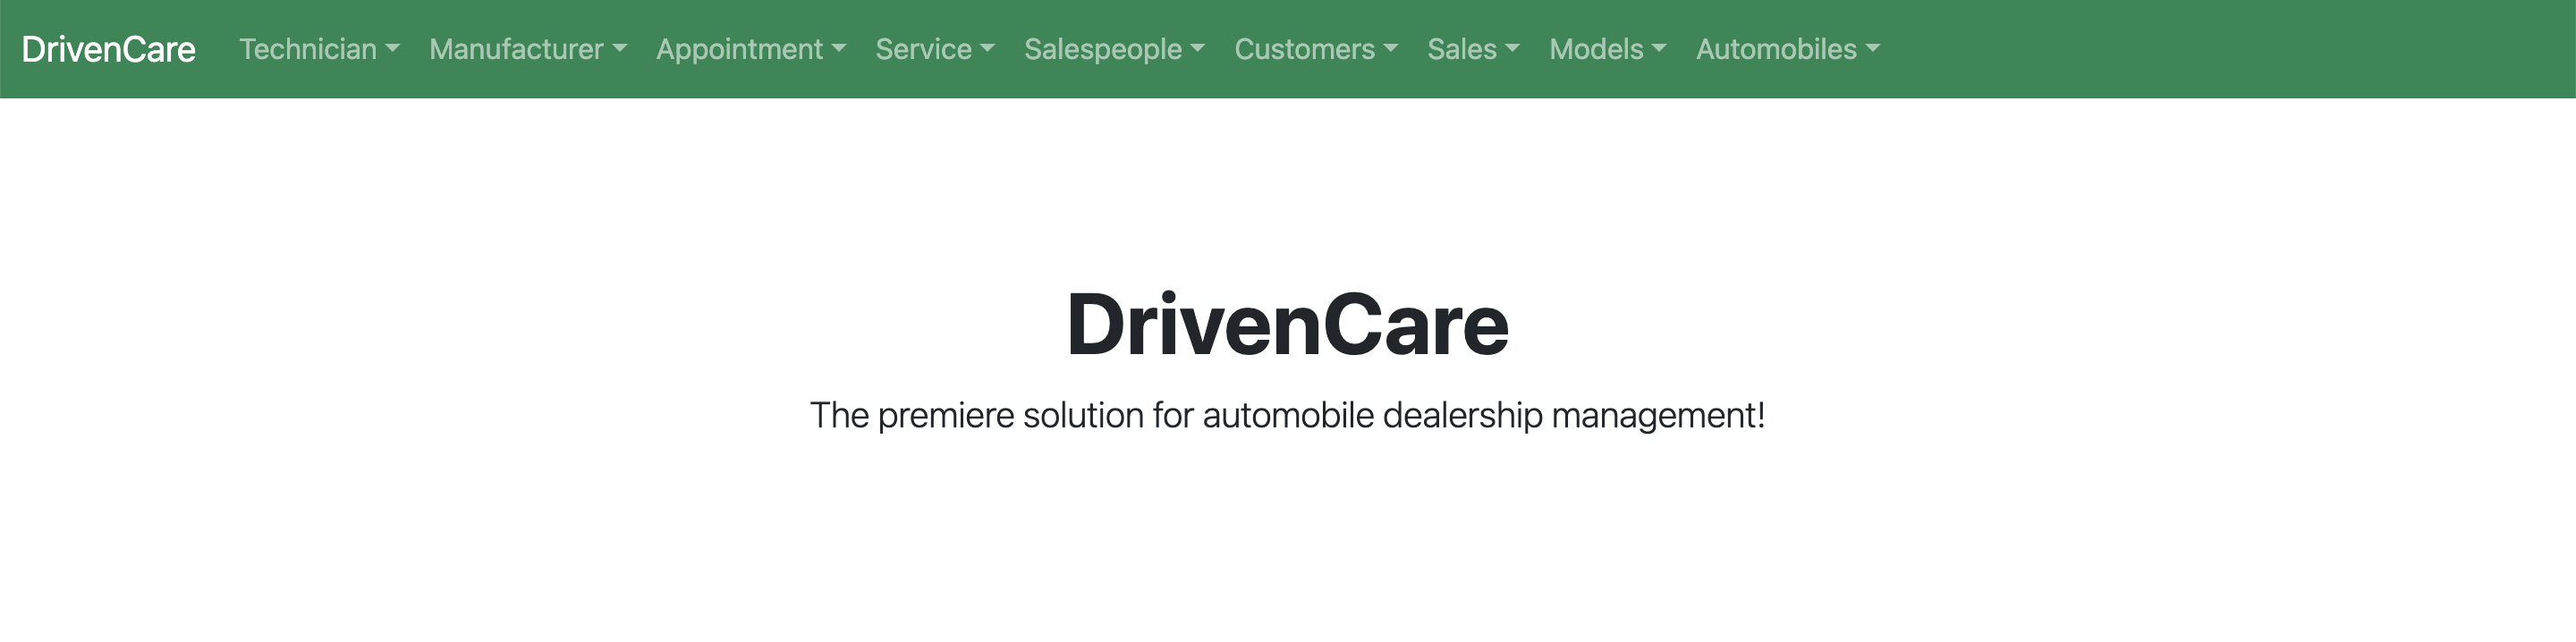 DrivenCare Technician Manufacturer Appointment Service Salespeople Customers Sales Models Automobiles
DrivenCare
The premiere solution for automobile dealership management!